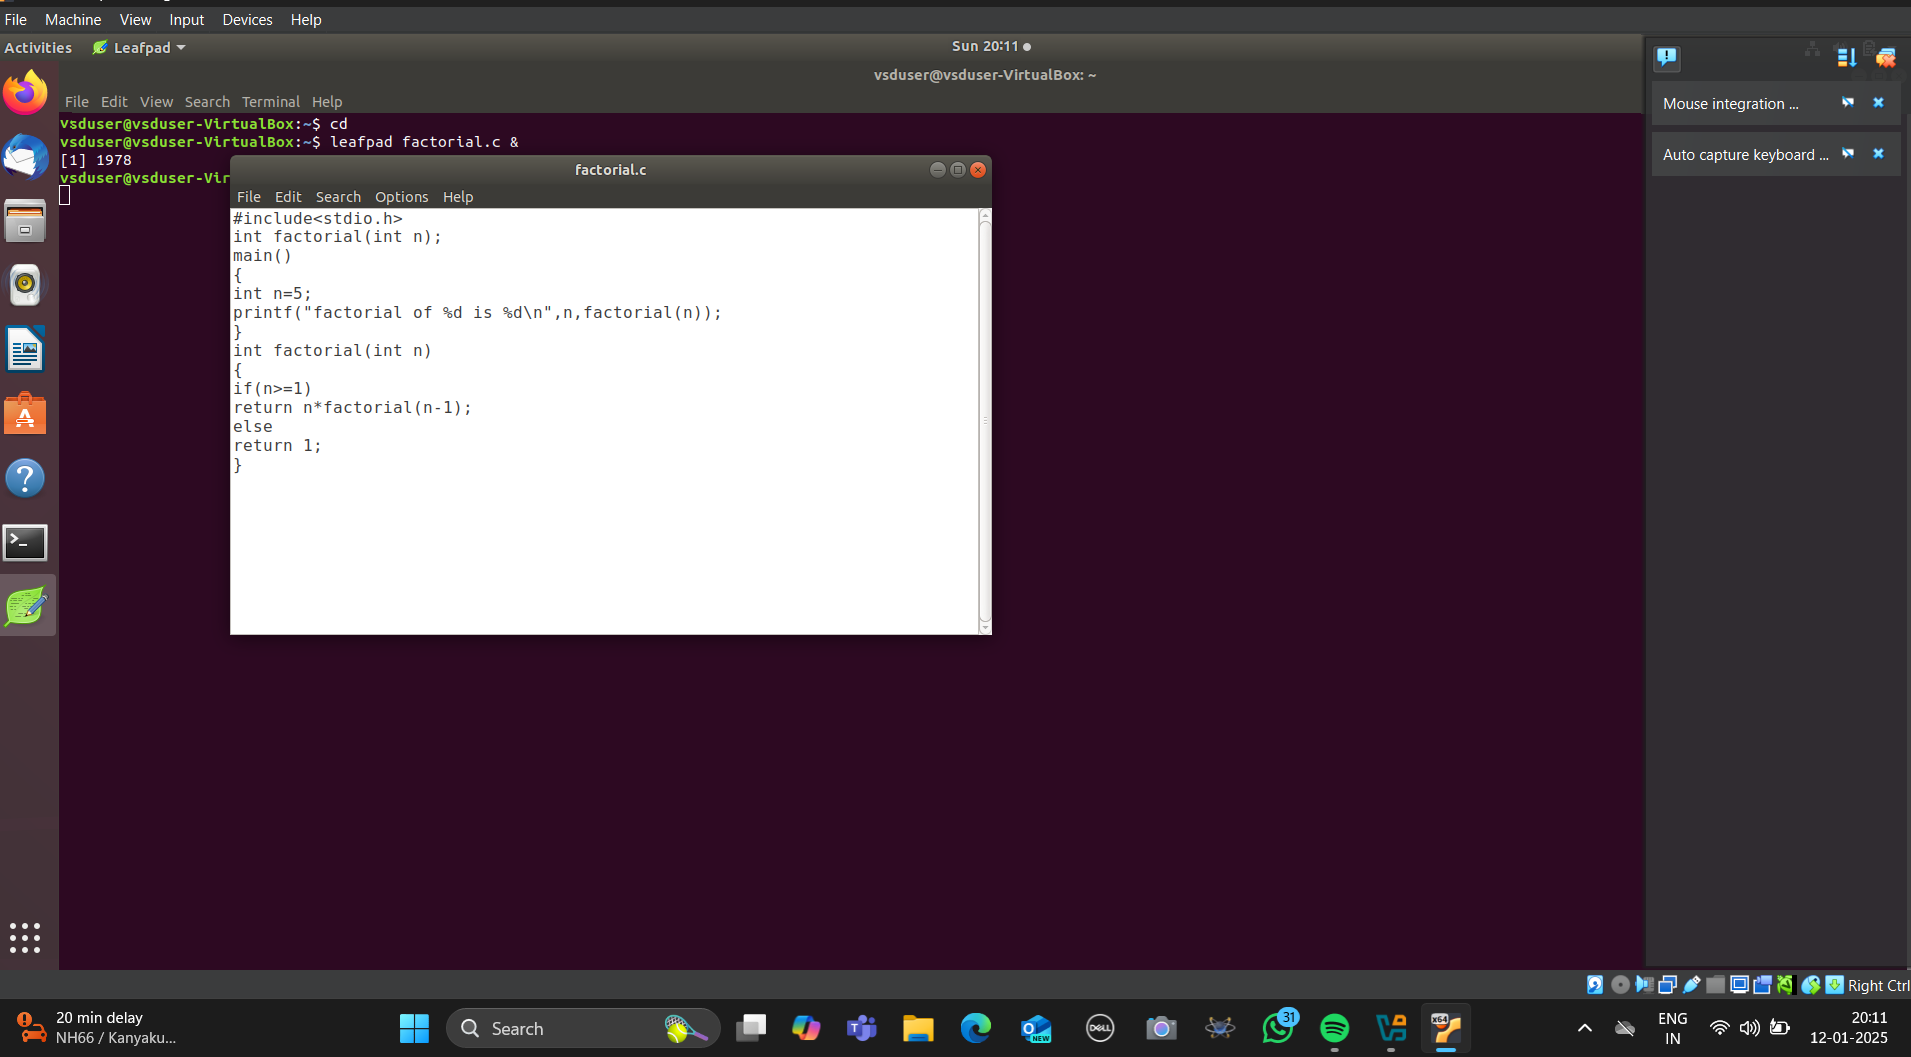 File Machine View Input Devices Help
Activities Leafpad Sun 20:11
vsduser@vsduser-VirtualBox: ~
File Edit View Search Terminal Help
vsduser@vsduser-VirtualBox:~$ cd
vsduser@vsduser-VirtualBox:~$ leafpad factorial.c &
[1] 1978
vsduser@vsduser-Vir
factorial.c
File Edit Search Options Help
#include<stdio.h>
int factorial(int n);
main()
{
int n=5;
printf("factorial of %d is %d\n",n,factorial(n));
}
int factorial(int n)
{
if(n>=1)
return n*factorial(n-1);
else
return 1;
}
Mouse integration ...
Auto capture keyboard ...
Right Ctrl
20 min delay
NH66 / Kanyaku...
Search
NEW
DELL
31
x64
ENG
IN
20:11
12-01-2025